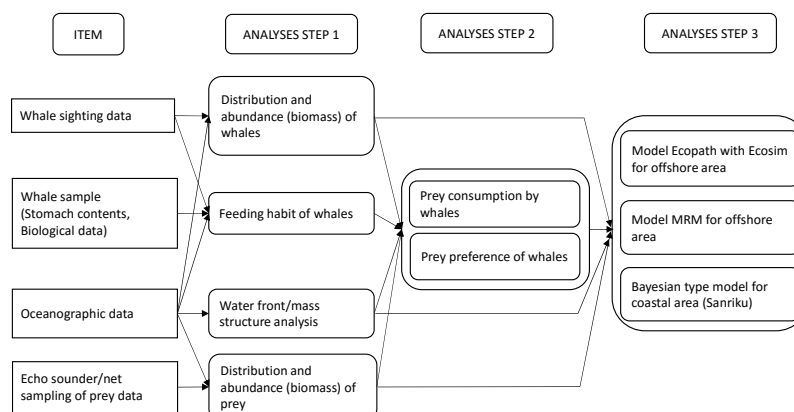 ITEM
ANALYSES STEP 1
ANALYSES STEP 2
ANALYSES STEP 3
Whale sighting data
Whale sample
(Stomach contents,
Biological data)
Oceanographic data
Echo sounder/net
sampling of prey data
Distribution and
abundance (biomass) of
whales
Feeding habit of whales
Water front/mass
structure analysis
Distribution and
abundance (biomass) of
prey
Prey consumption by
whales
Prey preference of whales
Model Ecopath with Ecosim
for offshore area
Model MRM for offshore
area
Bayesian type model for
coastal area (Sanriku)